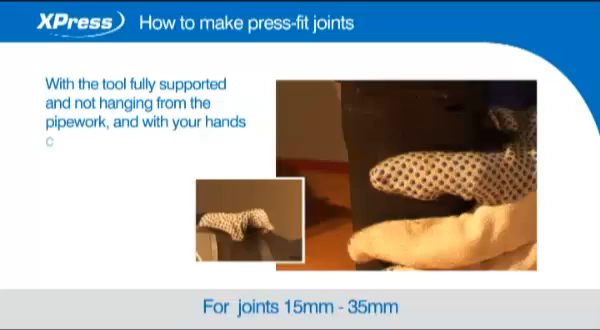 XPress How to make press-fit joints
With the tool fully supported
and not hanging from the
pipework, and with your hands
c
For joints 15mm - 35mm